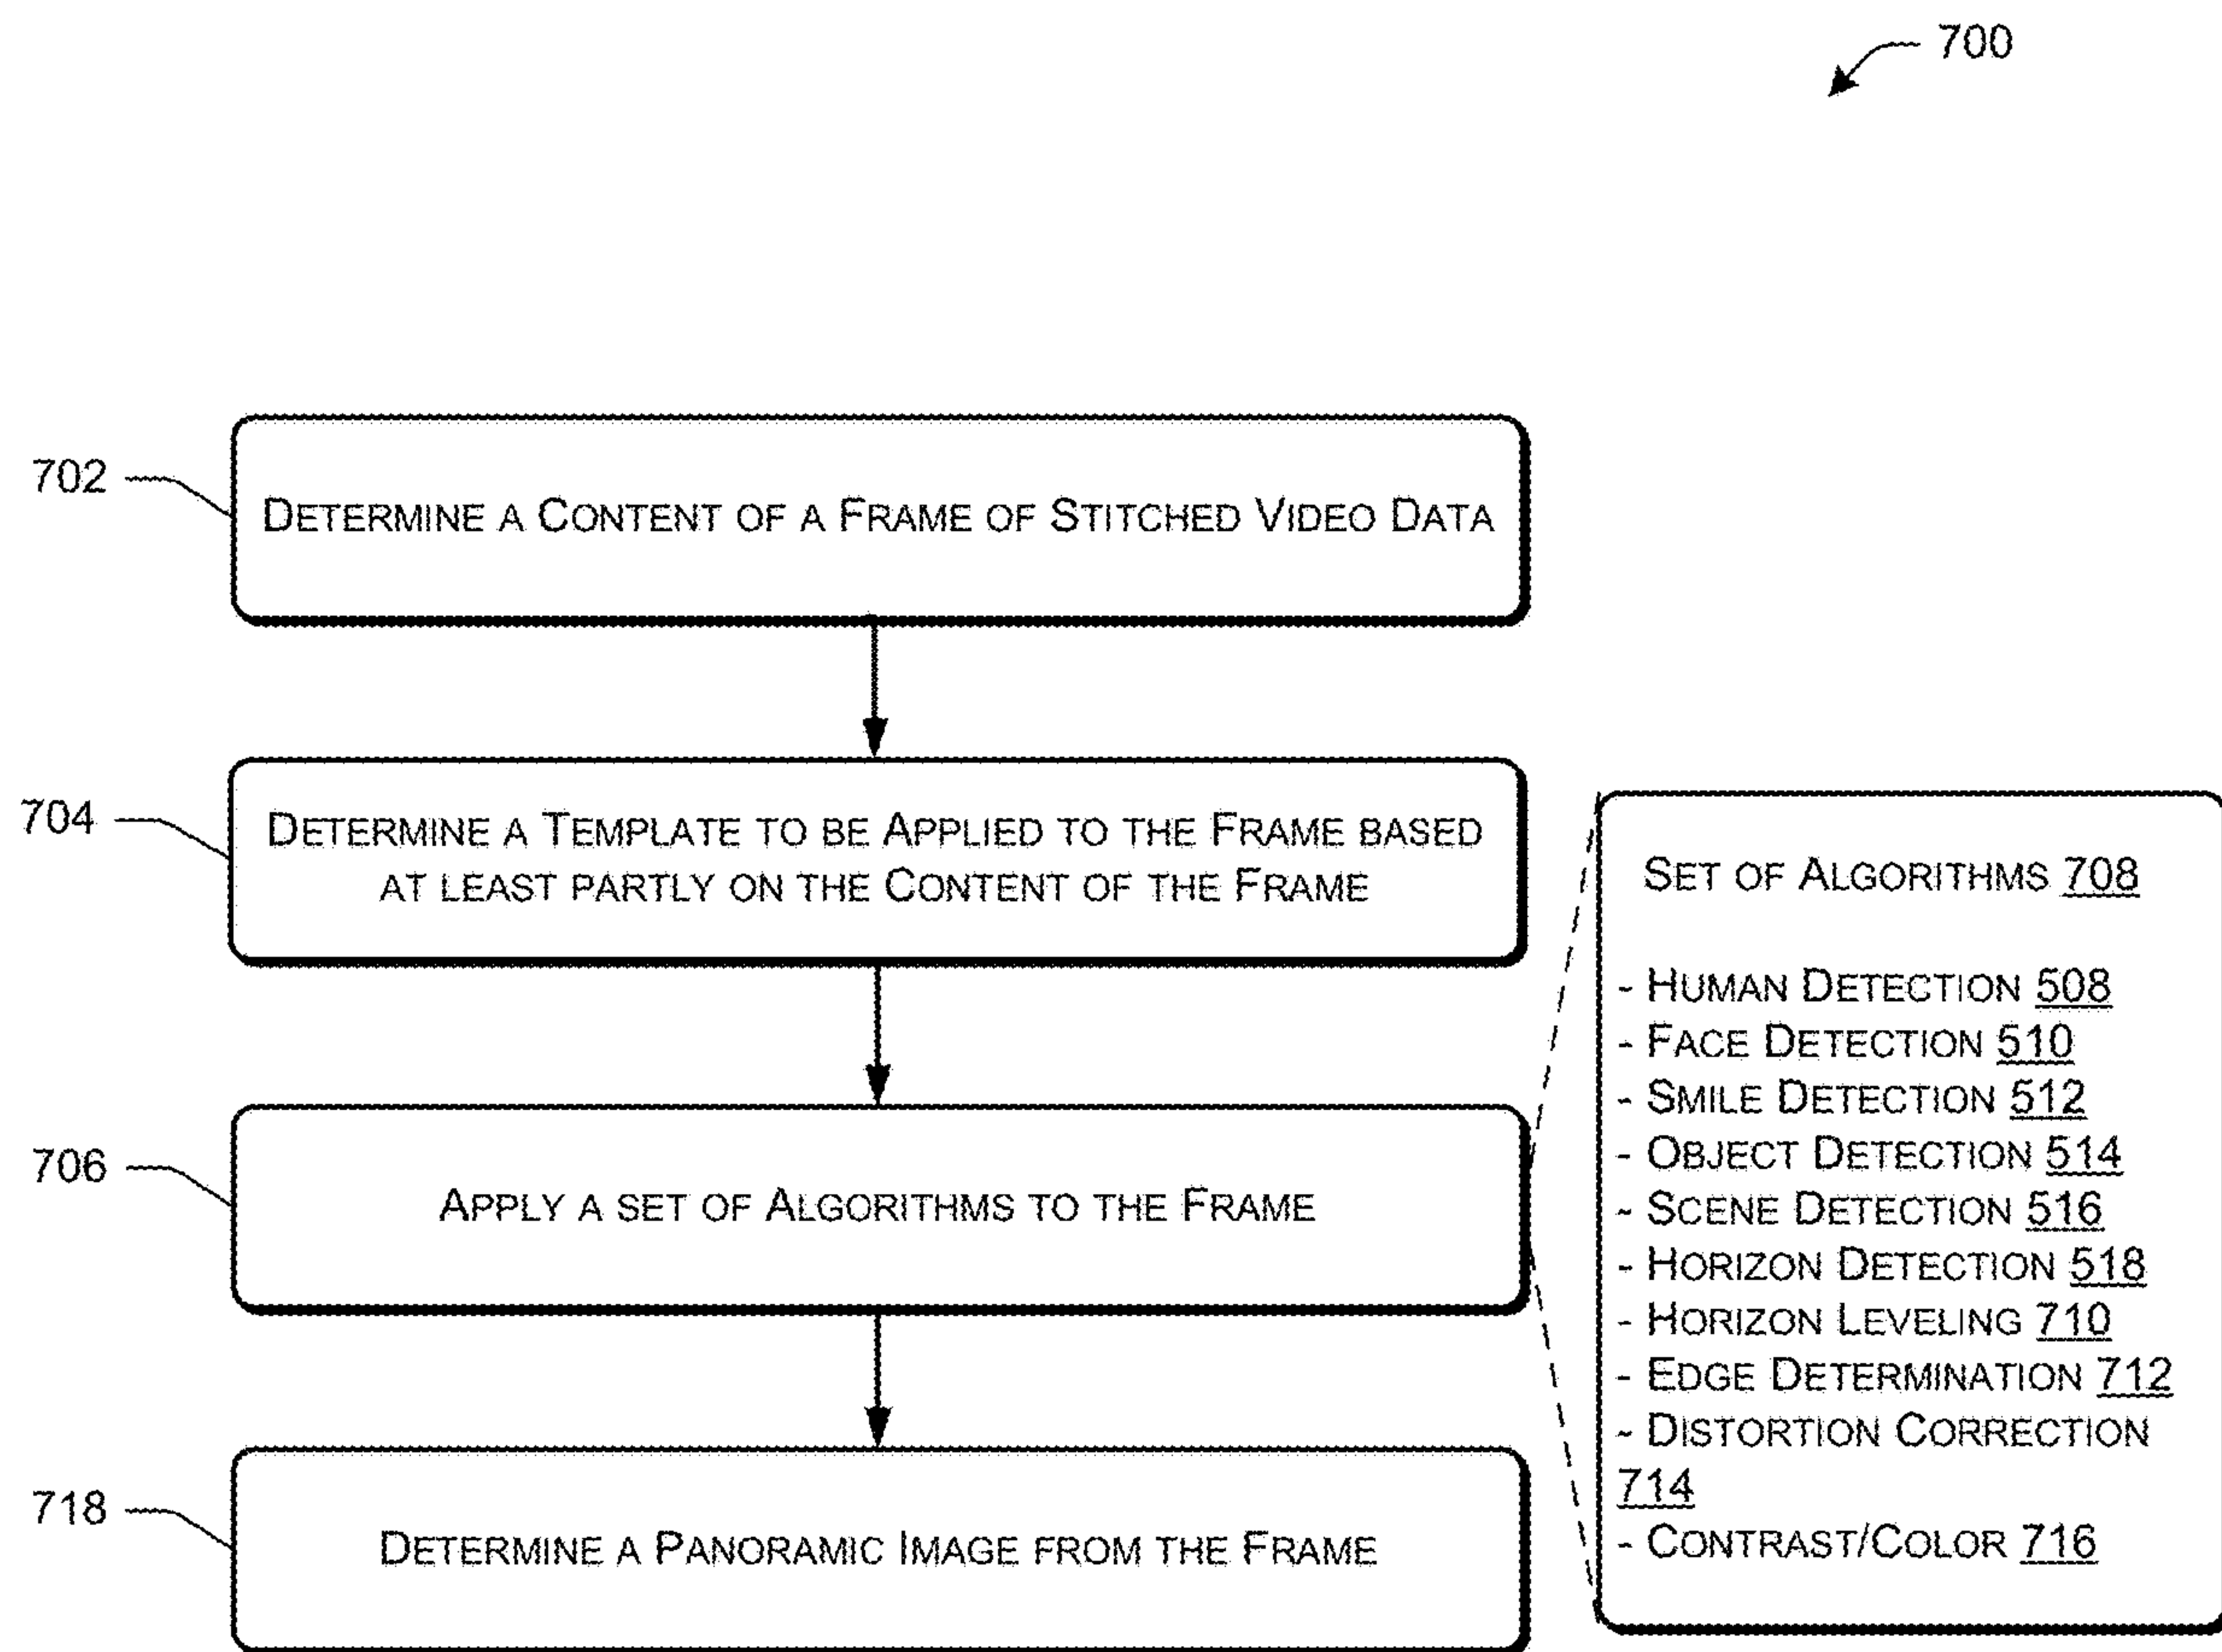 700
702
DETERMINE A CONTENT OF A FRAME OF STITCHED VIDEO DATA
704
DETERMINE A TEMPLATE TO BE APPLIED TO THE FRAME BASED
AT LEAST PARTLY ON THE CONTENT OF THE FRAME
706
APPLY A SET OF ALGORITHMS TO THE FRAME
718
DETERMINE A PANORAMIC IMAGE FROM THE FRAME
SET OF ALGORITHMS 708
- HUMAN DETECTION 508
- FACE DETECTION 510
- SMILE DETECTION 512
- OBJECT DETECTION 514
- SCENE DETECTION 516
- HORIZON DETECTION 518
- HORIZON LEVELING 710
- EDGE DETERMINATION 712
- DISTORTION CORRECTION
714
- CONTRAST/COLOR 716